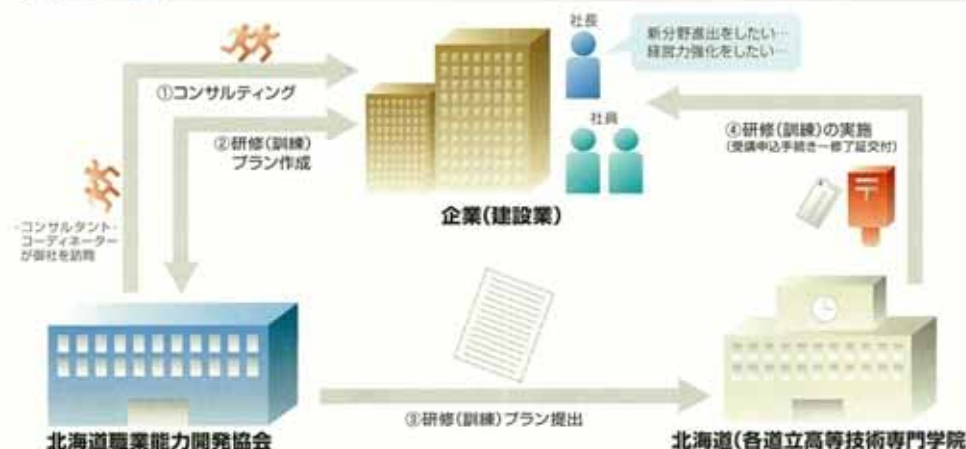 社長
新分野進出をしたい…
経営力強化をしたい…
①コンサルティング
社員
②研修(訓練)
プラン作成
④研修(訓練)の実施
(受講申込手続き～修了証交付)
企業(建設業)
・コンサルタント・
コーディネーター
が御社を訪問
〒
③研修(訓練)プラン提出
北海道職業能力開発協会
北海道(各道立高等技術専門学院